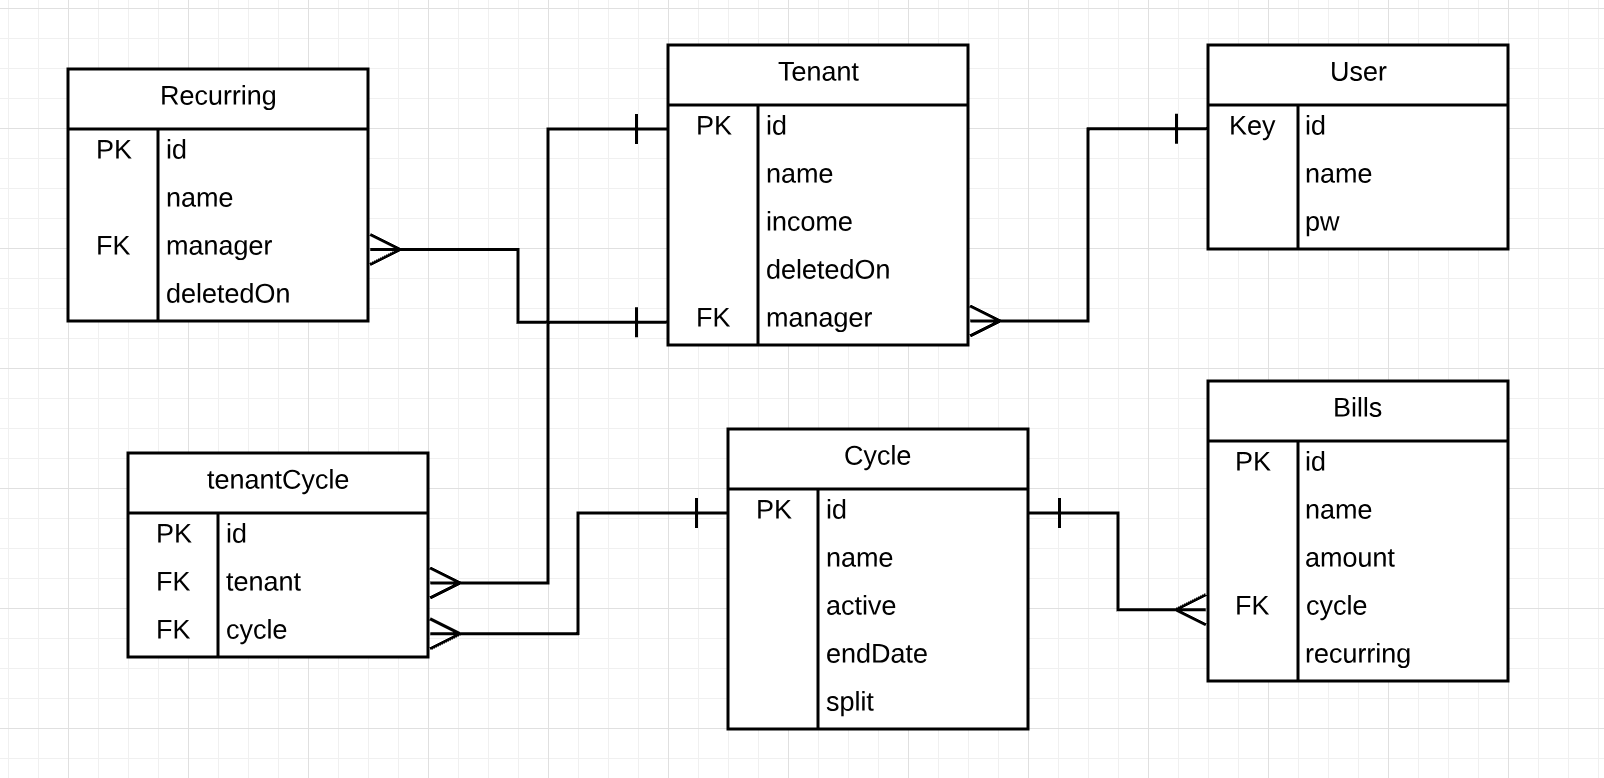 Recurring
PK id
name
FK manager
deletedOn
Tenant
PK id
name
income
deletedOn
FK manager
User
Key id
name
pw
tenantCycle
PK id
FK tenant
FK cycle
Cycle
PK id
name
active
endDate
split
Bills
PK id
name
amount
FK cycle
recurring